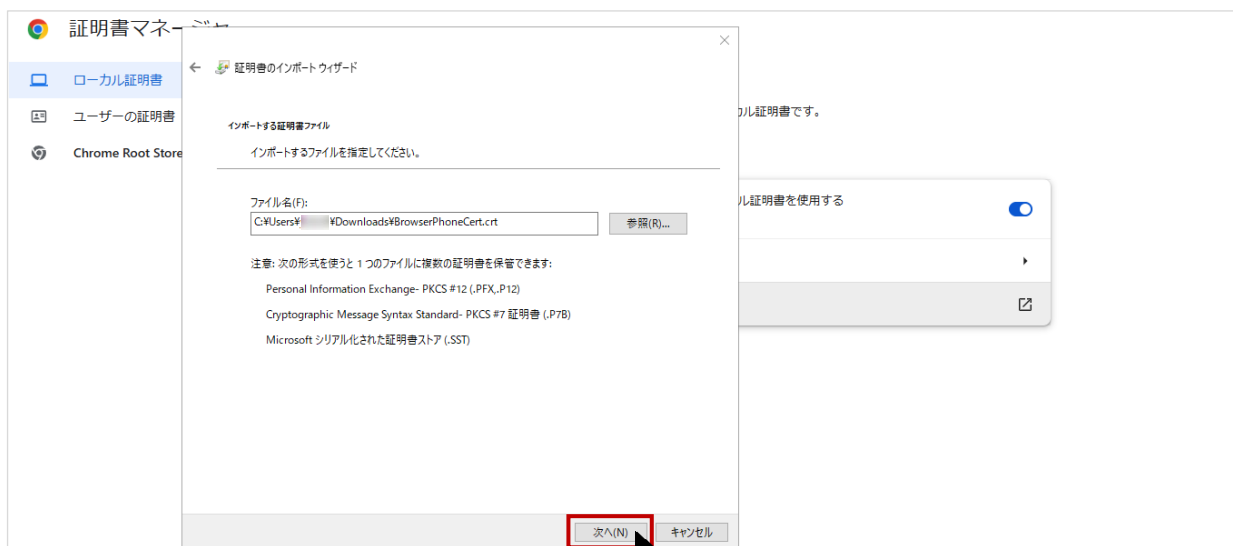 証明書マネージャ
ローカル証明書
ユーザーの証明書
Chrome Root Store
証明書のインポート ウィザード
インポートする証明書ファイル
インポートするファイルを指定してください。
ファイル名(F):
C:¥Users¥ ¥Downloads¥BrowserPhoneCert.crt
参照(R)...
注意: 次の形式を使うと 1 つのファイルに複数の証明書を保管できます:
Personal Information Exchange- PKCS #12 (.PFX,.P12)
Cryptographic Message Syntax Standard- PKCS #7 証明書 (.P7B)
Microsoft シリアル化された証明書ストア (.SST)
次へ(N)
キャンセル
カル証明書です。
ル証明書を使用する